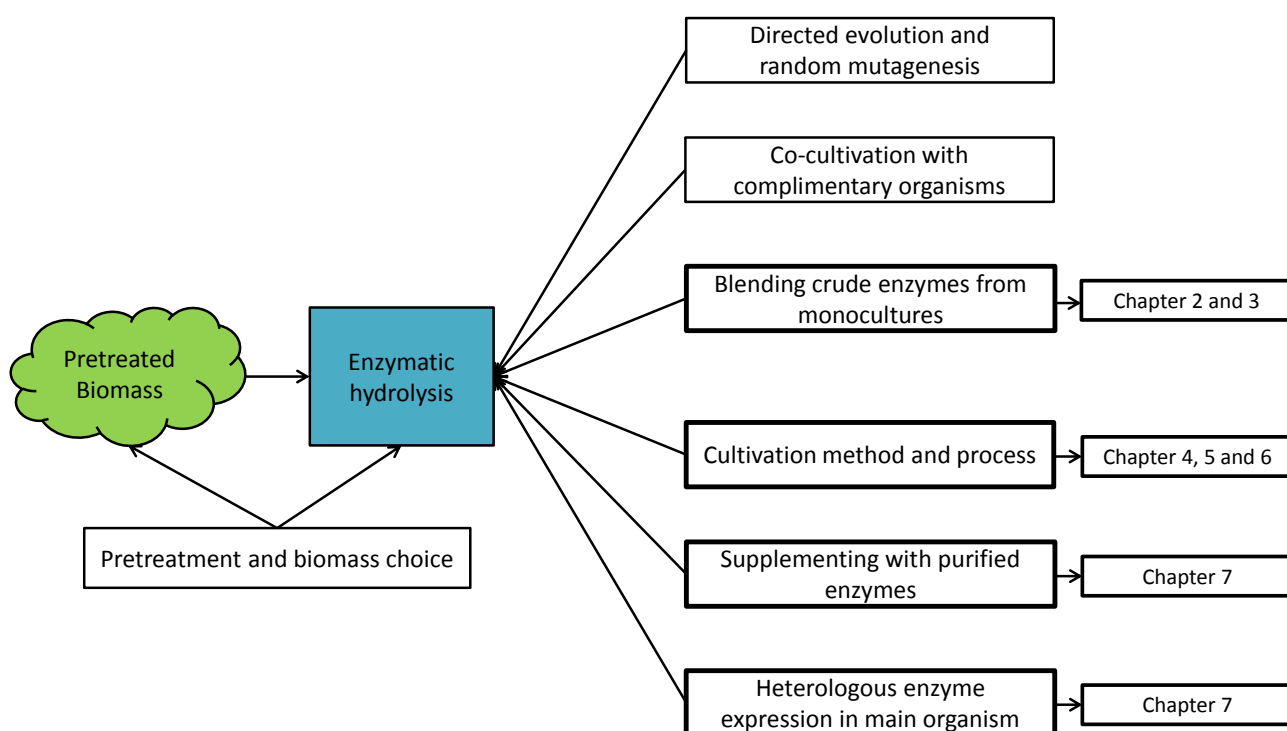 Directed evolution and
random mutagenesis
Co-cultivation with
complimentary organisms
Blending crude enzymes from
monocultures
Chapter 2 and 3
Pretreated
Biomass
Enzymatic
hydrolysis
Cultivation method and process
Chapter 4, 5 and 6
Pretreatment and biomass choice
Supplementing with purified
enzymes
Chapter 7
Heterologous enzyme
expression in main organism
Chapter 7